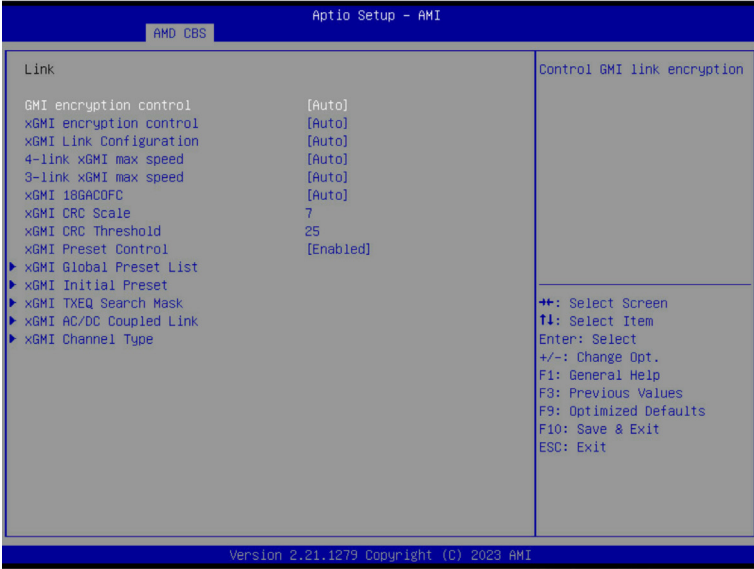 Aptio Setup – AMI
AMD CBS
Link
GMI encryption control [Auto]
xGMI encryption control [Auto]
xGMI Link Configuration [Auto]
4-link xGMI max speed [Auto]
3-link xGMI max speed [Auto]
xGMI 18GACOFC [Auto]
xGMI CRC Scale 7
xGMI CRC Threshold 25
xGMI Preset Control [Enabled]
xGMI Global Preset List
xGMI Initial Preset
xGMI TXEQ Search Mask
xGMI AC/DC Coupled Link
xGMI Channel Type
Control GMI link encryption
→←: Select Screen
↑↓: Select Item
Enter: Select
+/-: Change Opt.
F1: General Help
F3: Previous Values
F9: Optimized Defaults
F10: Save & Exit
ESC: Exit
Version 2.21.1279 Copyright (C) 2023 AMI